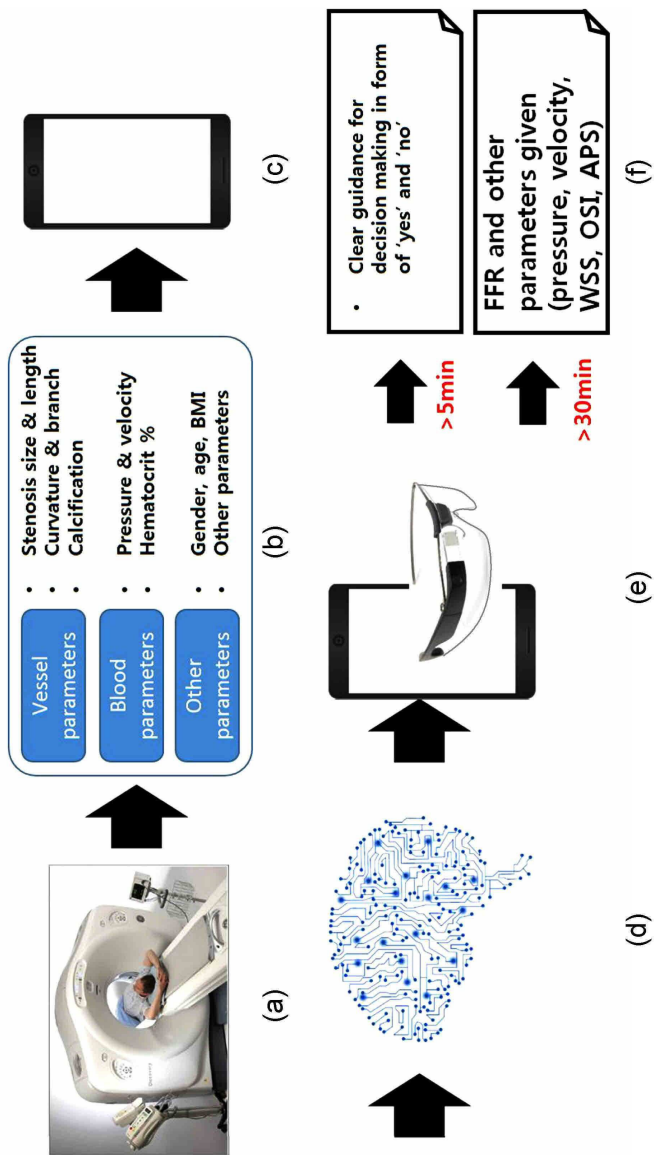 Vessel
parameters
• Stenosis size & length
• Curvature & branch
• Calcification
Blood
parameters
• Pressure & velocity
• Hematocrit %
Other
parameters
• Gender, age, BMI
• Other parameters
(a)
(b)
(c)
>5min
• Clear guidance for
decision making in form
of 'yes' and 'no'
>30min
FFR and other
parameters given
(pressure, velocity,
WSS, OSI, APS)
(d)
(e)
(f)